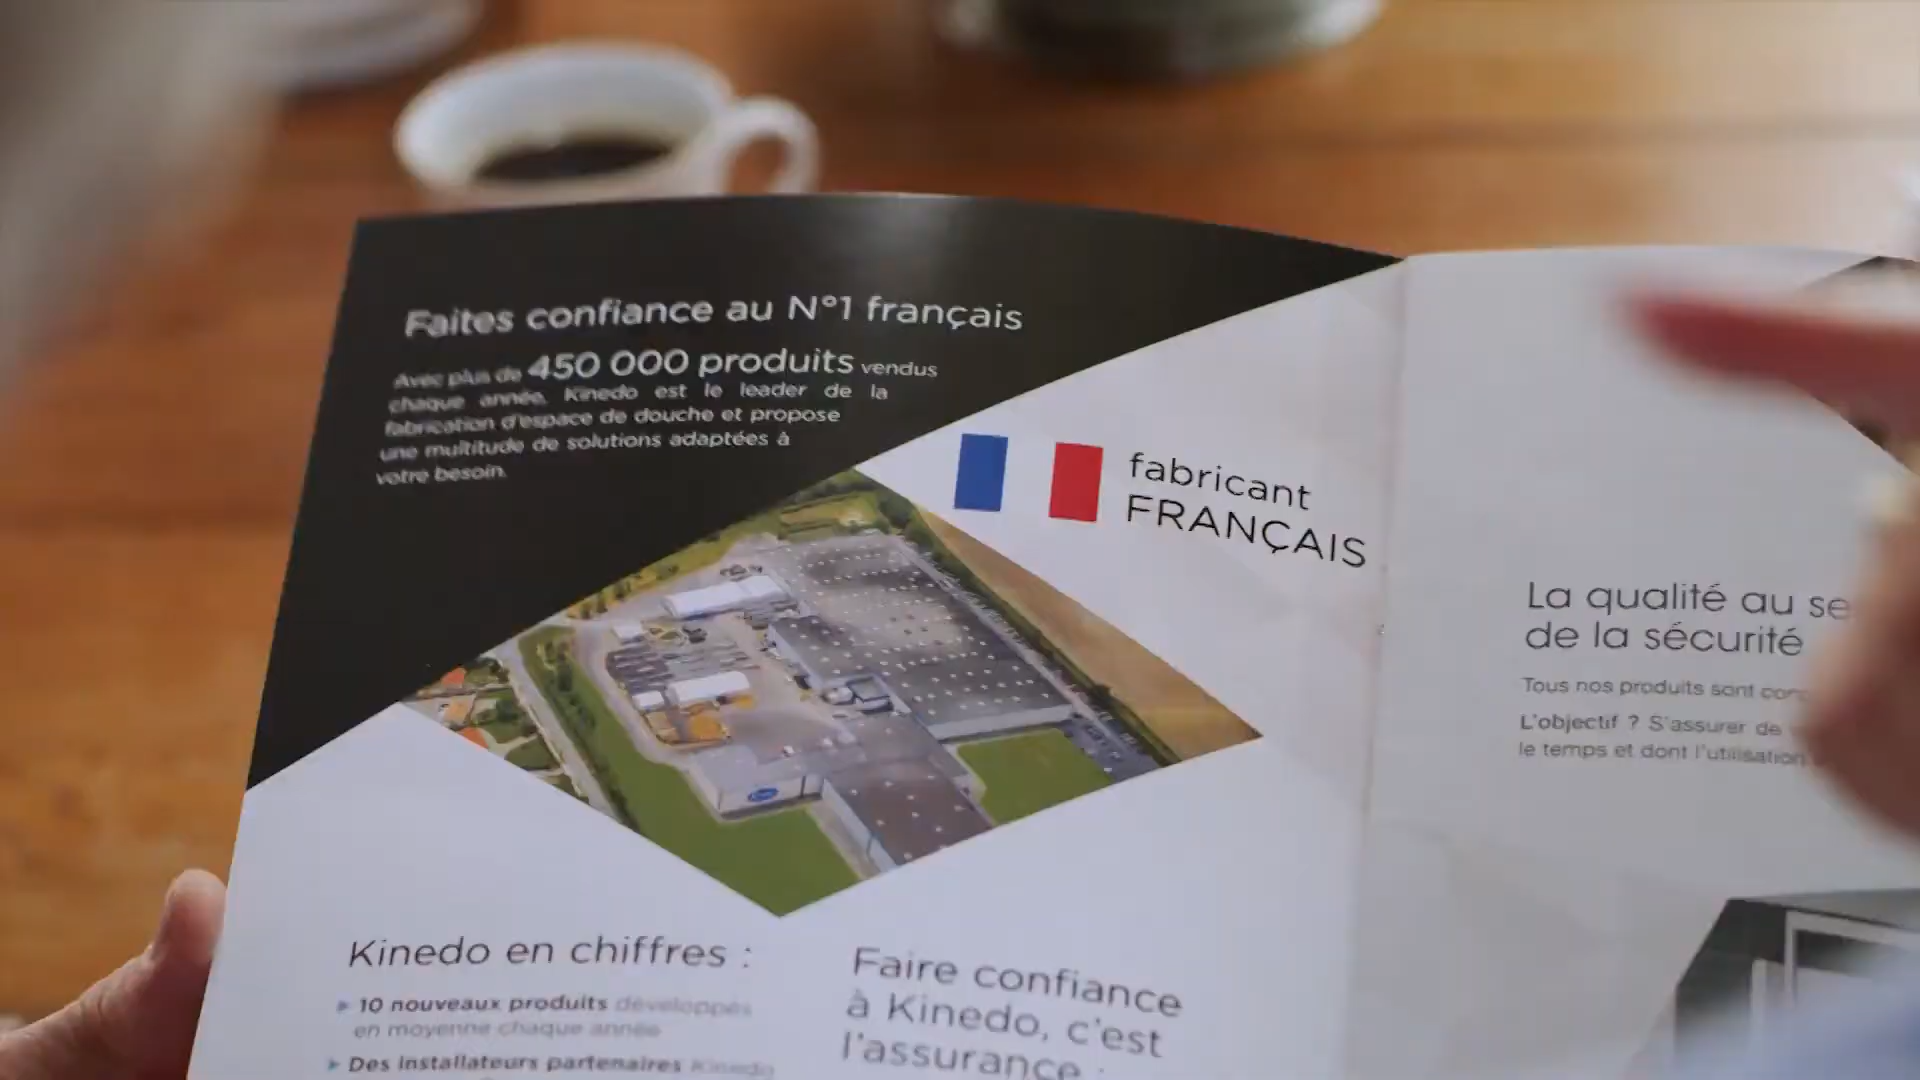 Faites confiance au N°1 français
Avec plus de 450 000 produits vendus
chaque année, Kinedo est le leader de la
fabrication d'espace de douche et propose
une multitude de solutions adaptées à
votre besoin.
fabricant
FRANÇAIS
Kinedo en chiffres :
10 nouveaux produits développés
en moyenne chaque année
Des installateurs partenaires Kinedo
Faire confiance
à Kinedo, c'est
l'assurance :
La qualité au se
de la sécurité
Tous nos produits sont
L'objectif ? S'assurer de
le temps et dont l'utilisation